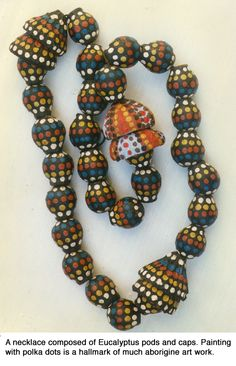 A necklace composed of Eucalyptus pods and caps. Painting
with polka dots is a hallmark of much aborigine art work.